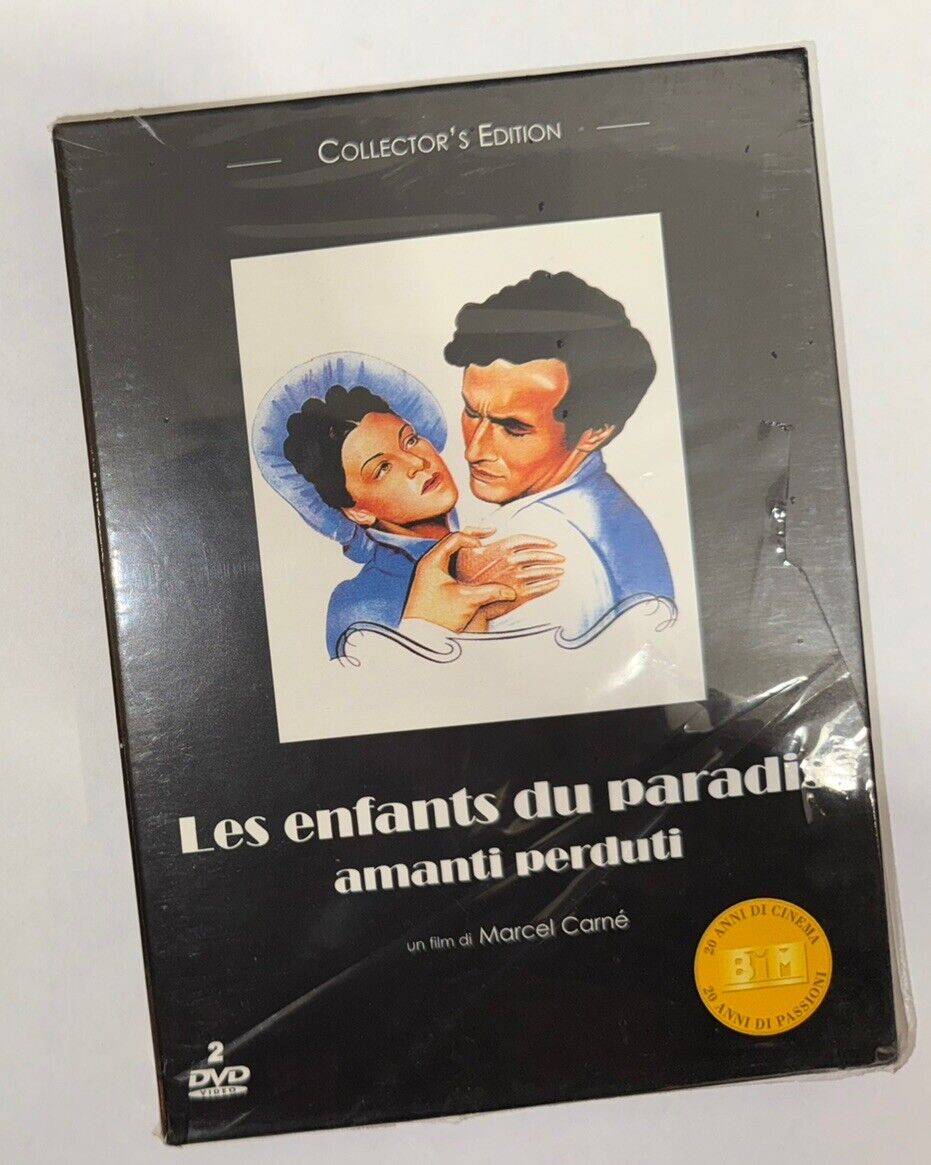 COLLECTOR'S EDITION
Les enfants du paradis
amanti perduti
un film di Marcel Carné
20 ANNI DI CINEMA
BIM
20 ANNI DI PASSIONI
2
DVD
VIDEO